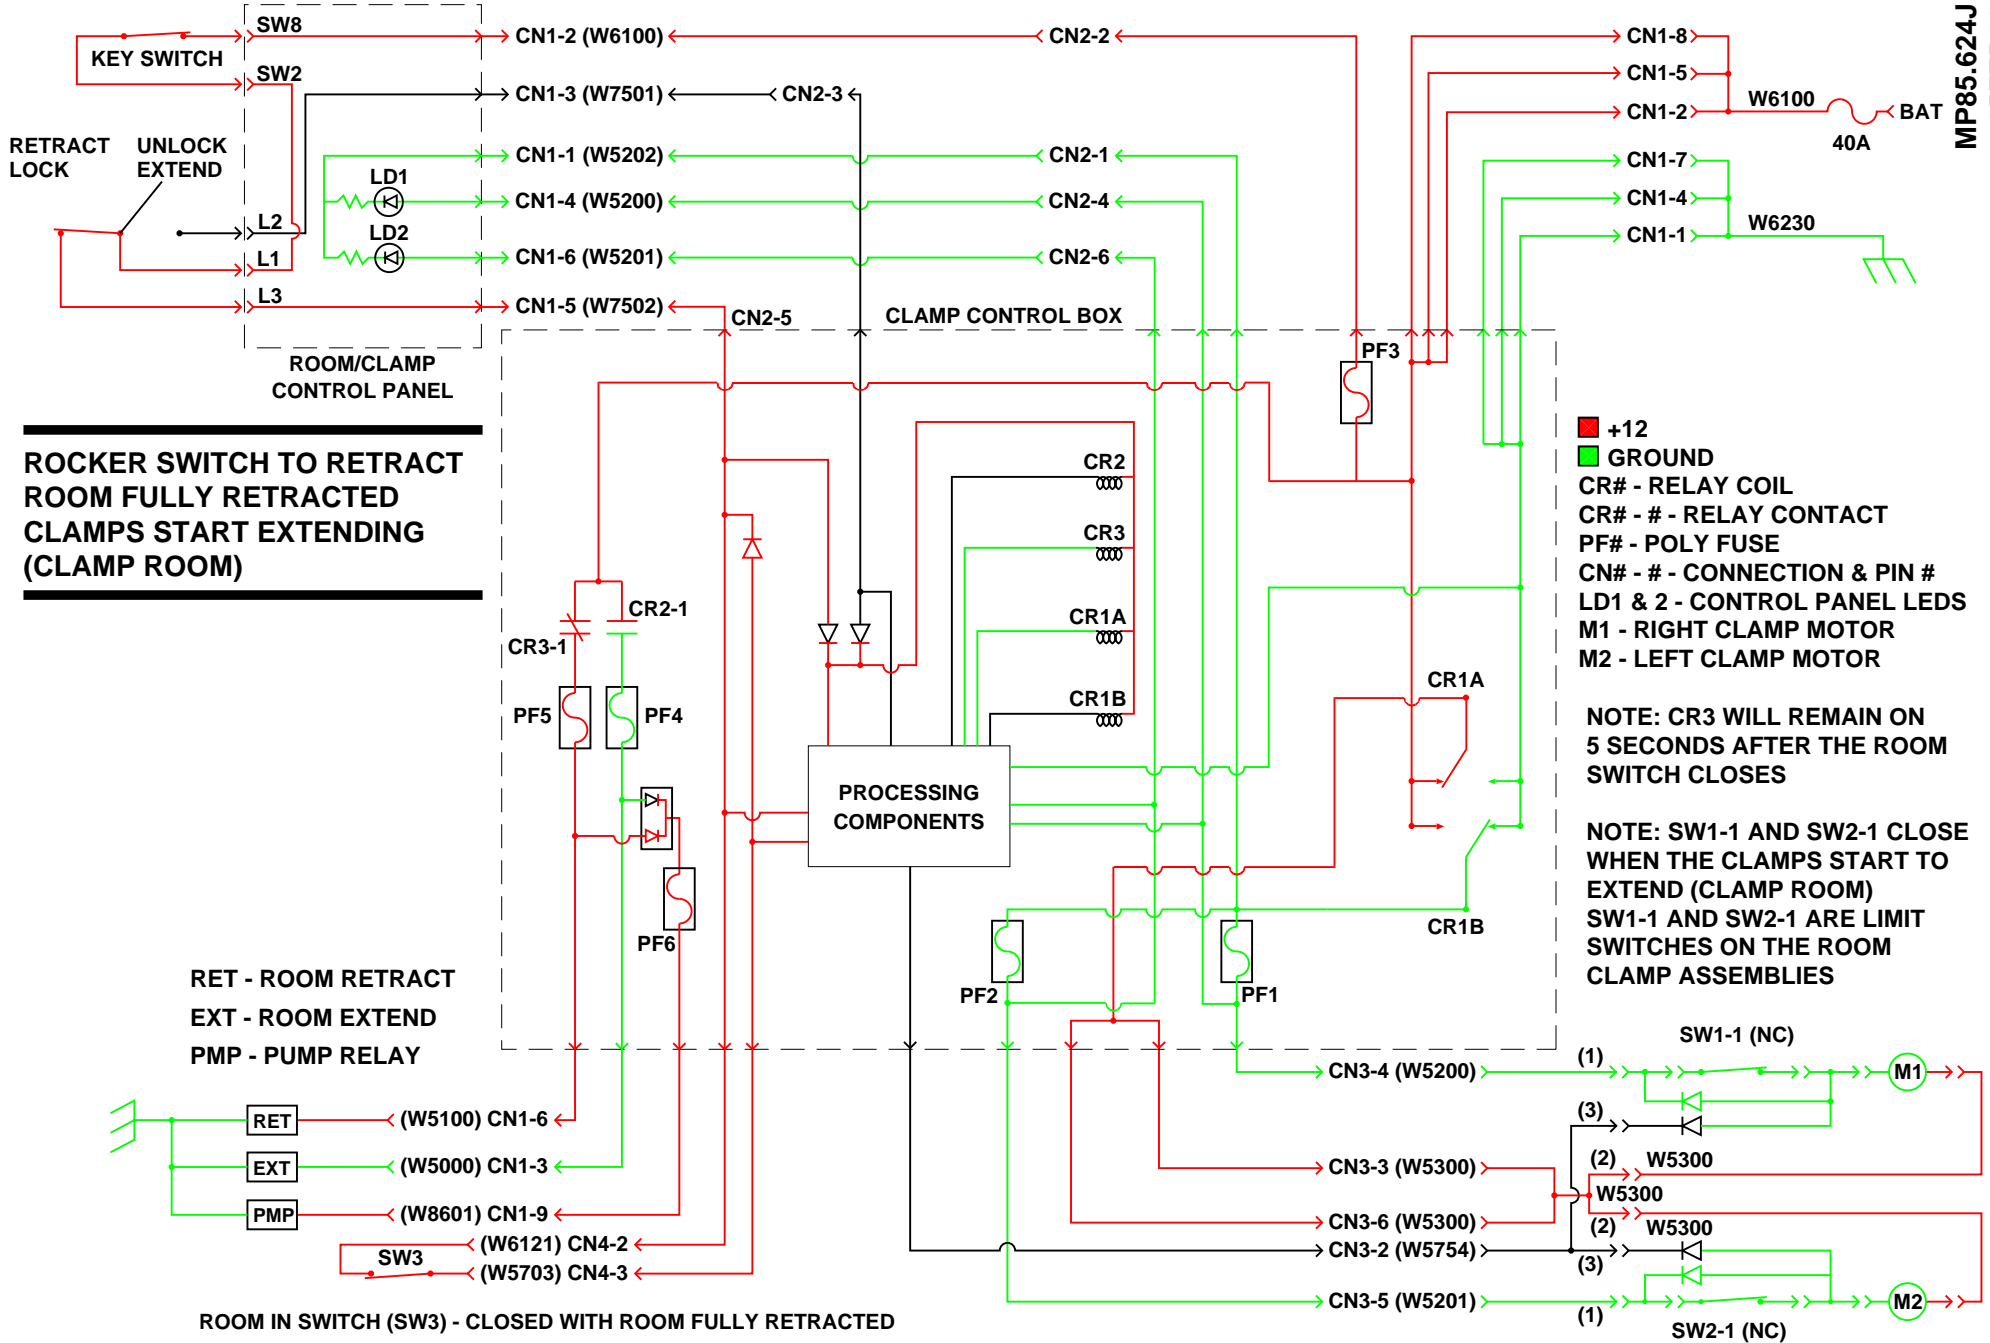 SW8
CN1-2 (W6100)
CN2-2
CN1-8
KEY SWITCH
CN1-5
SW2
CN1-3 (W7501)
CN2-3
W6100
BAT
CN1-2
40A
MP85.624J
RETRACT
LOCK
UNLOCK
EXTEND
CN1-1 (W5202)
CN2-1
CN1-7
LD1
CN1-4 (W5200)
CN2-4
CN1-4
L2
LD2
W6230
CN1-1
L1
CN1-6 (W5201)
CN2-6
L3
CN1-5 (W7502)
CN2-5
CLAMP CONTROL BOX
ROOM/CLAMP
CONTROL PANEL
PF3
ROCKER SWITCH TO RETRACT
ROOM FULLY RETRACTED
CLAMPS START EXTENDING
(CLAMP ROOM)
+12
GROUND
CR# - RELAY COIL
CR# - # - RELAY CONTACT
PF# - POLY FUSE
CN# - # - CONNECTION & PIN #
LD1 & 2 - CONTROL PANEL LEDS
M1 - RIGHT CLAMP MOTOR
M2 - LEFT CLAMP MOTOR
CR2
CR3
CR1A
CR1B
CR2-1
CR3-1
PF5
PF4
CR1A
NOTE: CR3 WILL REMAIN ON
5 SECONDS AFTER THE ROOM
SWITCH CLOSES
PROCESSING
COMPONENTS
NOTE: SW1-1 AND SW2-1 CLOSE
WHEN THE CLAMPS START TO
EXTEND (CLAMP ROOM)
SW1-1 AND SW2-1 ARE LIMIT
SWITCHES ON THE ROOM
CLAMP ASSEMBLIES
PF6
CR1B
PF2
PF1
RET - ROOM RETRACT
EXT - ROOM EXTEND
PMP - PUMP RELAY
SW1-1 (NC)
CN3-4 (W5200)
(1)
M1
(3)
RET
(W5100) CN1-6
EXT
(W5000) CN1-3
CN3-3 (W5300)
(2)
W5300
W5300
PMP
(W8601) CN1-9
CN3-6 (W5300)
(2)
W5300
(W6121) CN4-2
CN3-2 (W5754)
(3)
SW3
(W5703) CN4-3
CN3-5 (W5201)
(1)
M2
ROOM IN SWITCH (SW3) - CLOSED WITH ROOM FULLY RETRACTED
SW2-1 (NC)